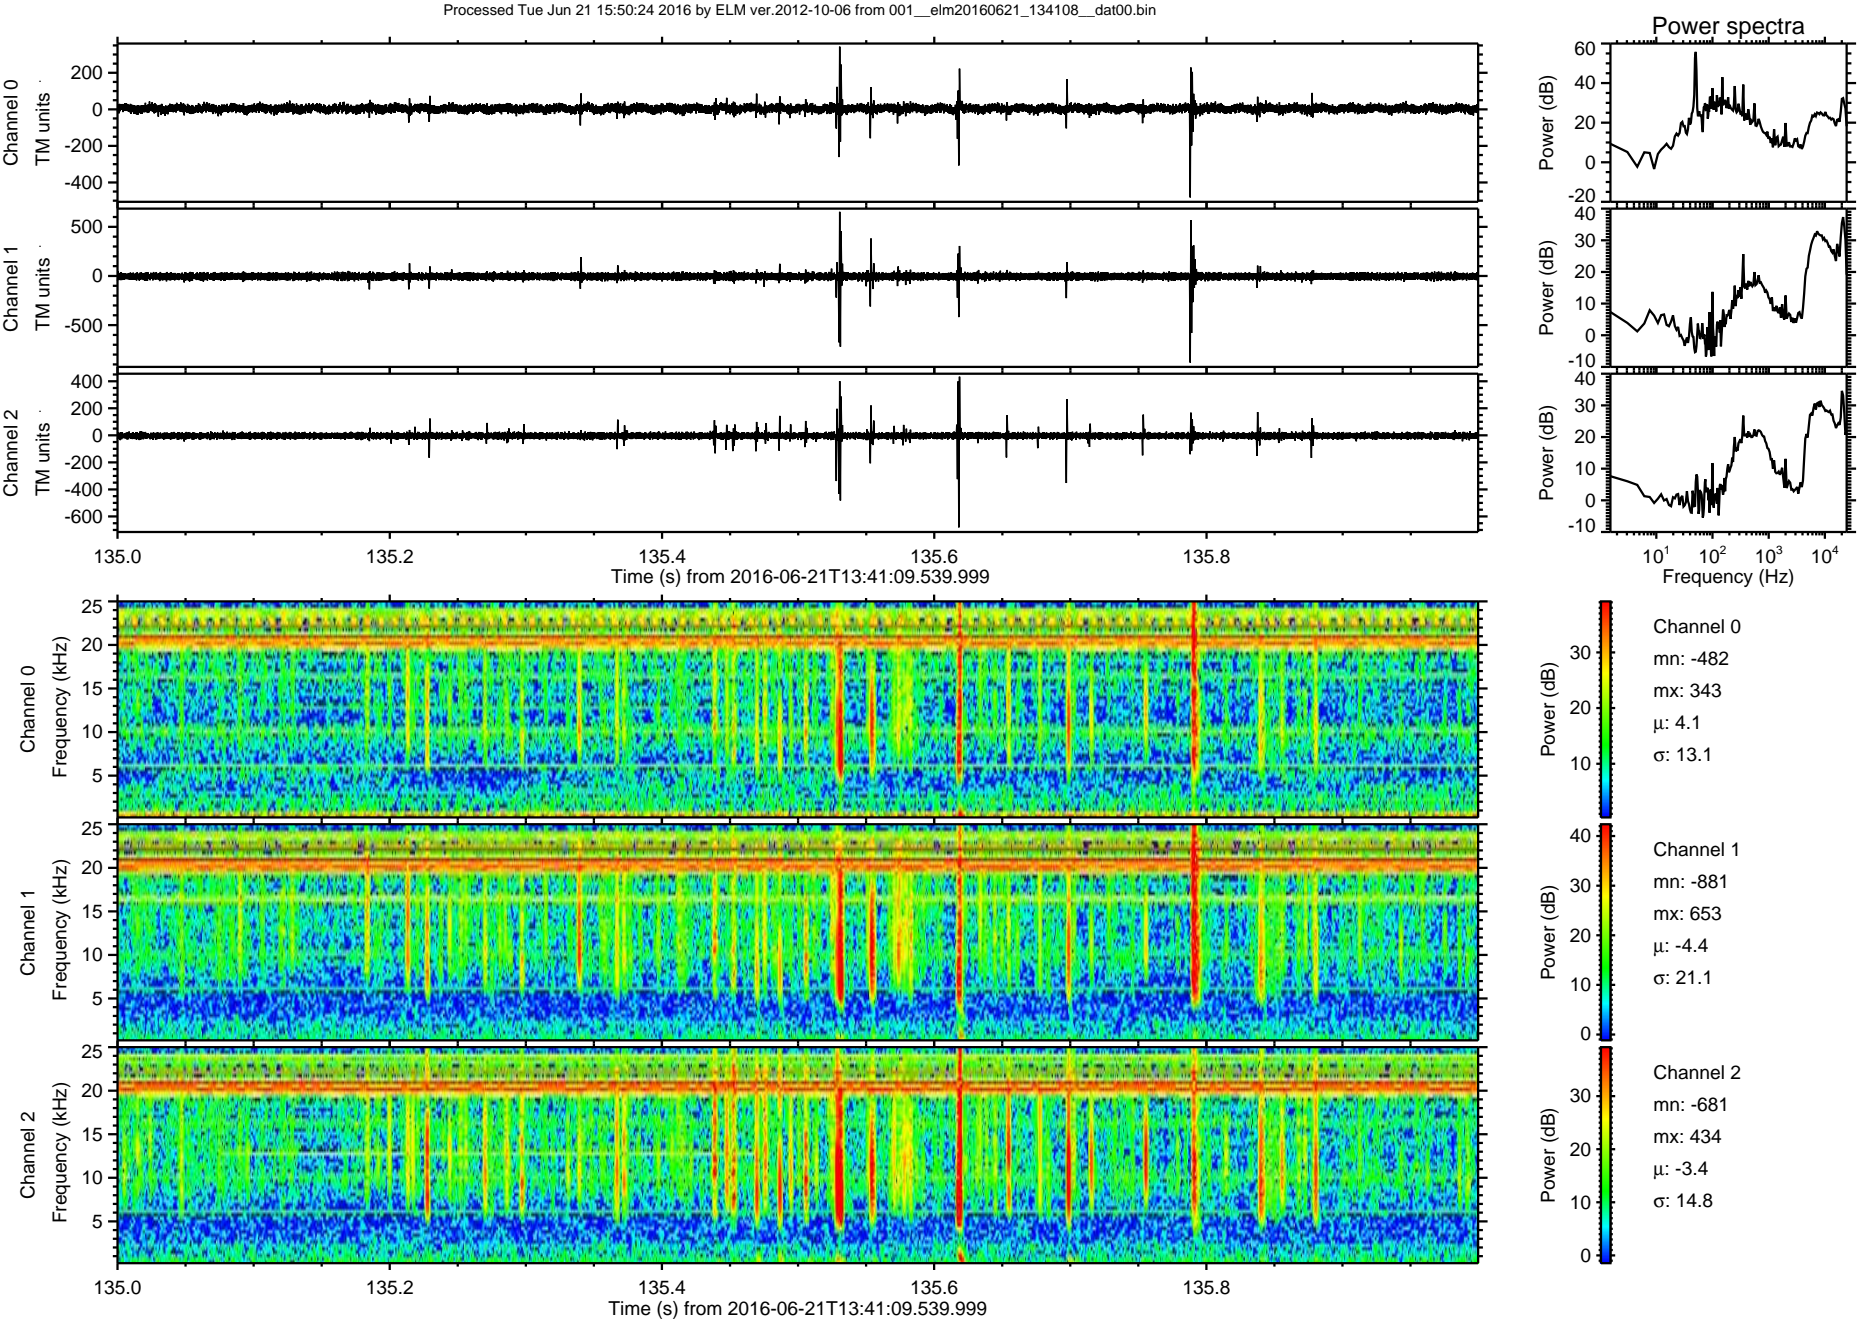 Processed Tue Jun 21 15:50:24 2016 by ELM ver.2012-10-06 from 001__elm20160621_134108__dat00.bin
Power spectra
Channel 0
TM units
200
0
-200
-400
Power (dB)
60
40
20
0
-20
Channel 1
TM units
500
0
-500
Power (dB)
40
30
20
10
0
-10
Channel 2
TM units
400
200
0
-200
-400
-600
Power (dB)
40
30
20
10
0
-10
135.0 135.2 135.4 135.6 135.8
Time (s) from 2016-06-21T13:41:09.539.999
10^1 10^2 10^3 10^4
Frequency (Hz)
Channel 0
Frequency (kHz)
25
20
15
10
5
Power (dB)
30
20
10
Channel 0
mn: -482
mx: 343
μ: 4.1
σ: 13.1
Channel 1
Frequency (kHz)
25
20
15
10
5
Power (dB)
40
30
20
10
0
Channel 1
mn: -881
mx: 653
μ: -4.4
σ: 21.1
Channel 2
Frequency (kHz)
25
20
15
10
5
Power (dB)
30
20
10
0
Channel 2
mn: -681
mx: 434
μ: -3.4
σ: 14.8
135.0 135.2 135.4 135.6 135.8
Time (s) from 2016-06-21T13:41:09.539.999